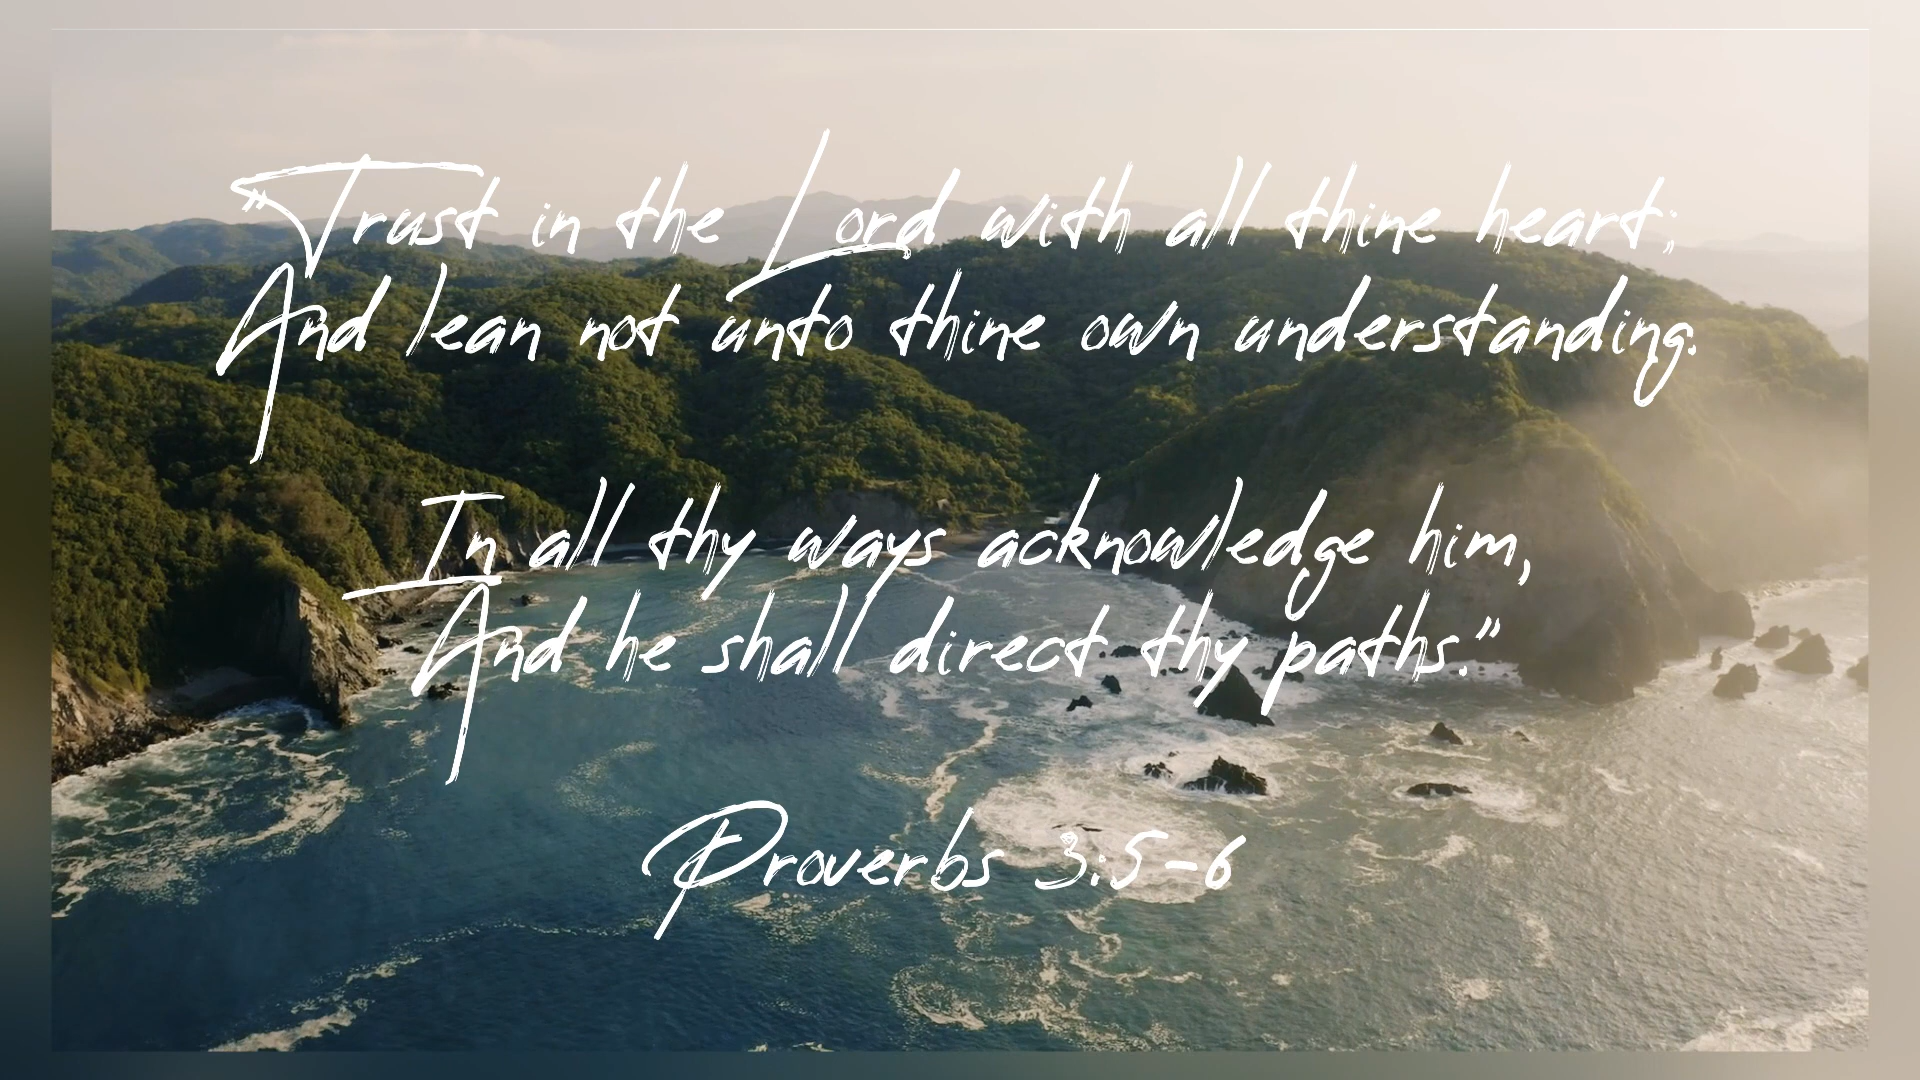 "Trust in the Lord with all thine heart;
And lean not unto thine own understanding.
In all thy ways acknowledge him,
And he shall direct thy paths."
Proverbs 3:5-6